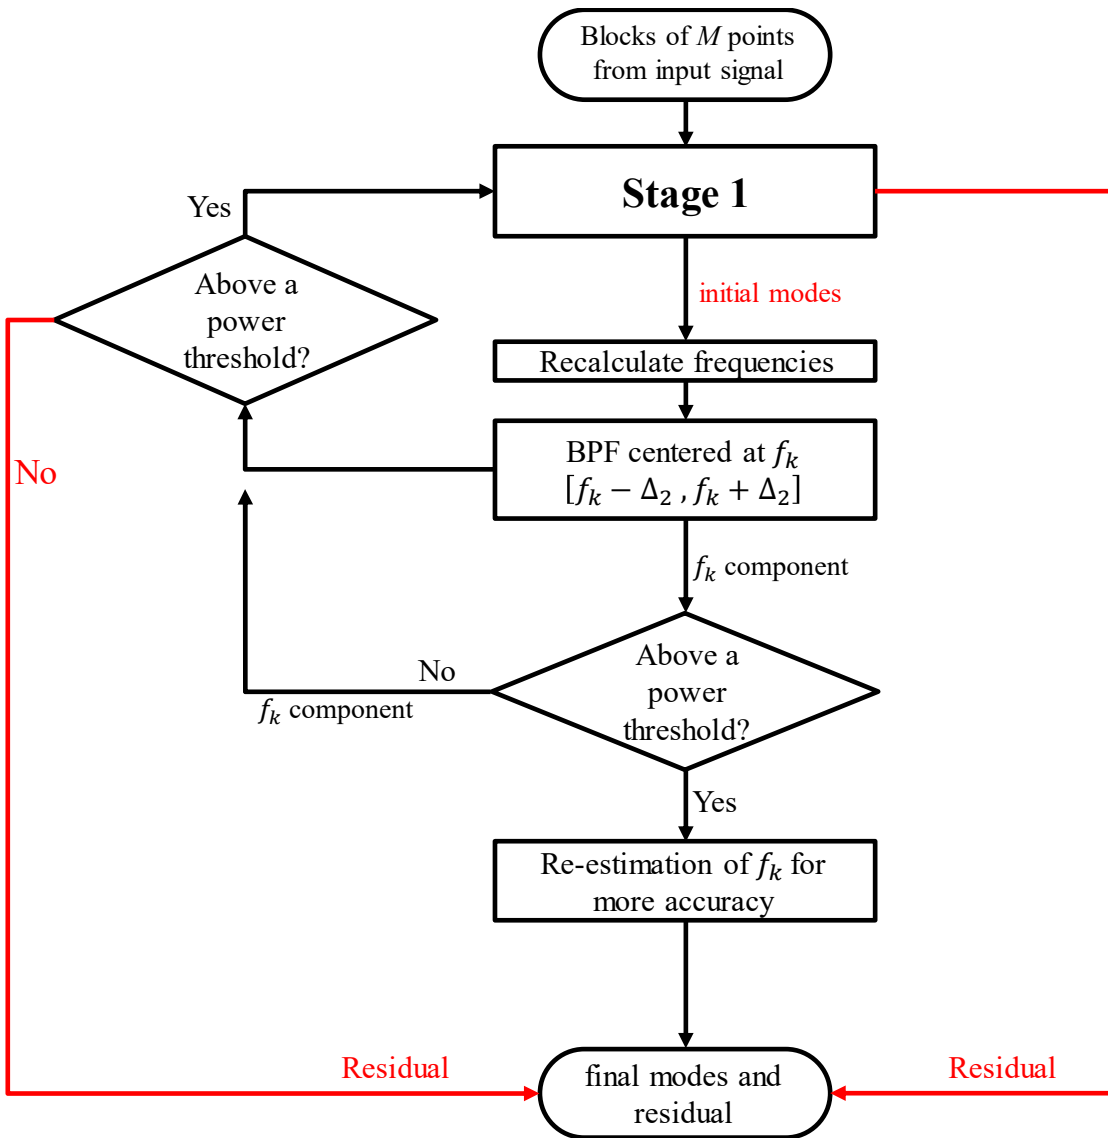 Blocks of M points
from input signal
Stage 1
Yes
Above a
power
threshold?
initial modes
Recalculate frequencies
No
BPF centered at f_k
[f_k − Δ_2 , f_k + Δ_2]
f_k component
Above a
power
threshold?
No
f_k component
Yes
Re-estimation of f_k for
more accuracy
Residual
final modes and
residual
Residual